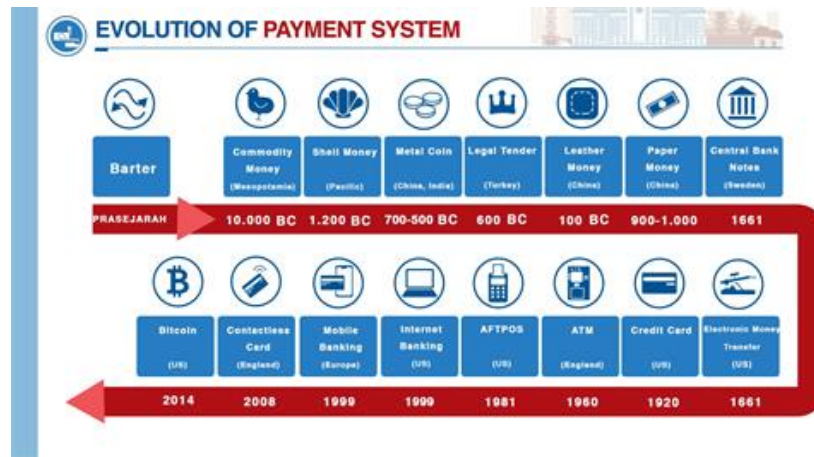 EVOLUTION OF PAYMENT SYSTEM
Barter
Commodity
Money
(Mesopotamia)
Shell Money
(Pacific)
Metal Coin
(China, India)
Legal Tender
(Turkey)
Leather
Money
(China)
Paper
Money
(China)
Central Bank
Notes
(Sweden)
PRASEJARAH
10.000 BC
1.200 BC
700-500 BC
600 BC
100 BC
900-1.000
1661
Bitcoin
(US)
Contactless
Card
(England)
Mobile
Banking
(Europe)
Internet
Banking
(US)
AFTPOS
(US)
ATM
(England)
Credit Card
(US)
Electronic Money
Transfer
(US)
2014
2008
1999
1999
1981
1960
1920
1661